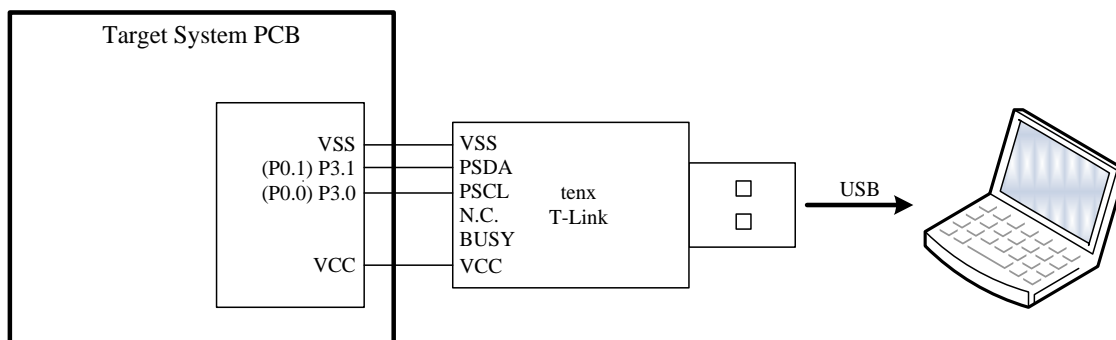 Target System PCB
VSS
(P0.1) P3.1
(P0.0) P3.0
VCC
VSS
PSDA
PSCL
N.C.
BUSY
VCC
tenx
T-Link
USB